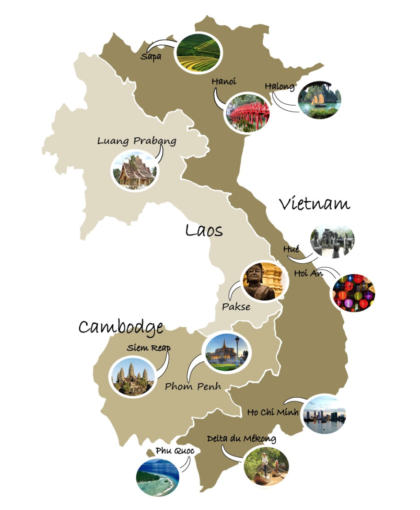 Sapa
Hanoi
Halong
Luang Prabang
Vietnam
Laos
Hué
Hoi An
Pakse
Cambodge
Siem Reap
Phom Penh
Ho Chi Minh
Delta du Mékong
Phu Quoc